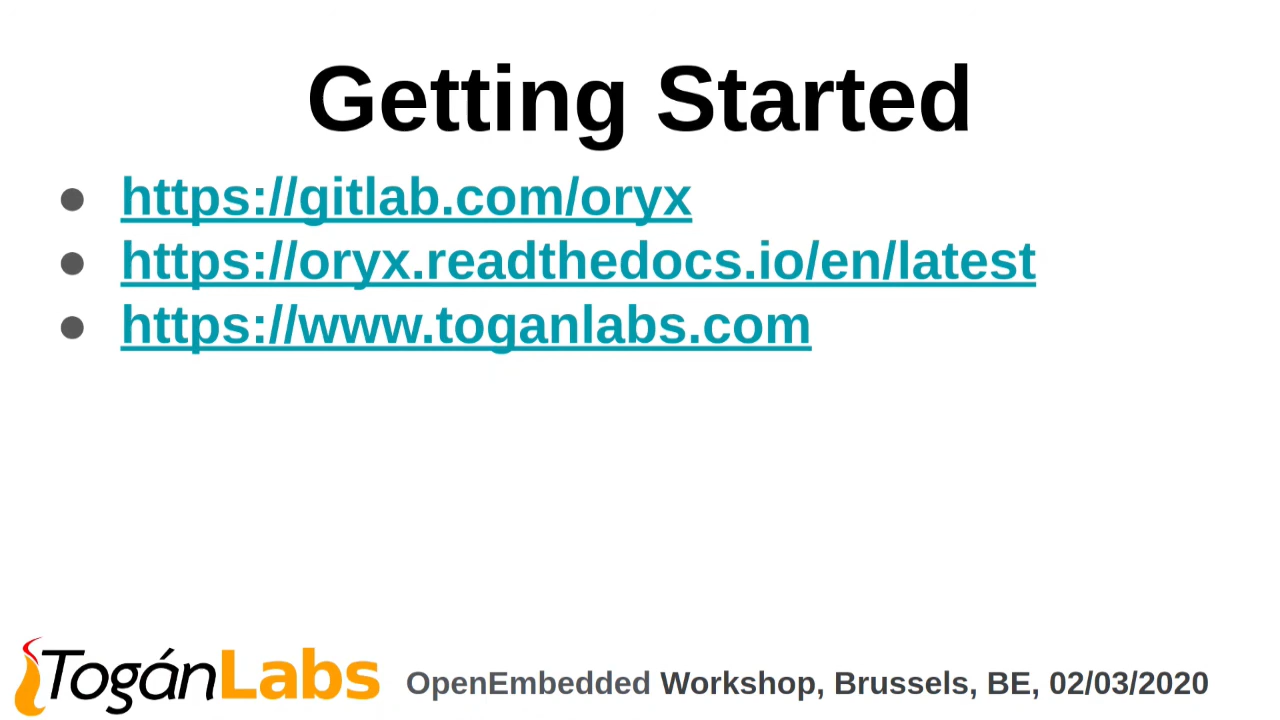 Getting Started
https://gitlab.com/oryx
https://oryx.readthedocs.io/en/latest
https://www.toganlabs.com
TogánLabs
OpenEmbedded Workshop, Brussels, BE, 02/03/2020